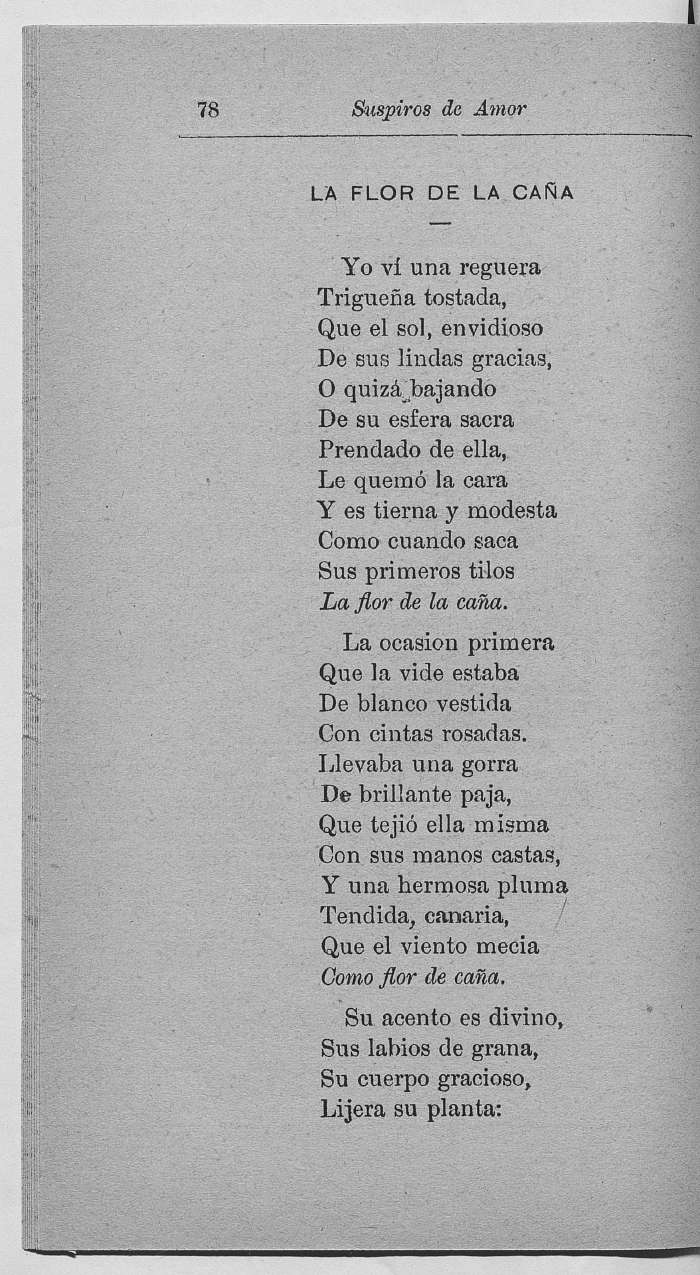 78 Suspiros de Amor
LA FLOR DE LA CAÑA
Yo ví una reguera
Trigueña tostada,
Que el sol, envidioso
De sus lindas gracias,
O quizá bajando
De su esfera sacra
Prendado de ella,
Le quemó la cara
Y es tierna y modesta
Como cuando saca
Sus primeros tilos
La flor de la caña.
La ocasion primera
Que la vide estaba
De blanco vestida
Con cintas rosadas.
Llevaba una gorra
De brillante paja,
Que tejió ella misma
Con sus manos castas,
Y una hermosa pluma
Tendida, canaria,
Que el viento mecia
Como flor de caña.
Su acento es divino,
Sus labios de grana,
Su cuerpo gracioso,
Lijera su planta: